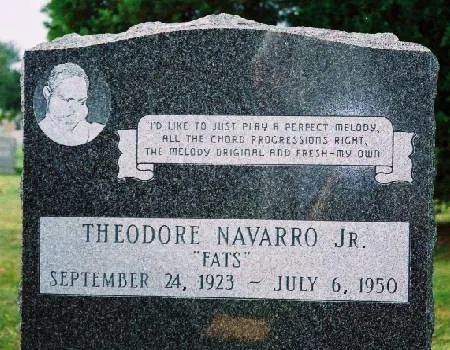 I'D LIKE TO JUST PLAY A PERFECT MELODY,
ALL THE CHORD PROGRESSIONS RIGHT,
THE MELODY ORIGINAL AND FRESH-MY OWN
THEODORE NAVARRO JR.
"FATS"
SEPTEMBER 24, 1923 ~ JULY 6, 1950